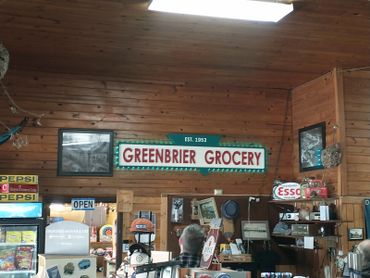 EST. 1952
GREENBRIER GROCERY
PEPSI
OPEN
PEPSI
Esso